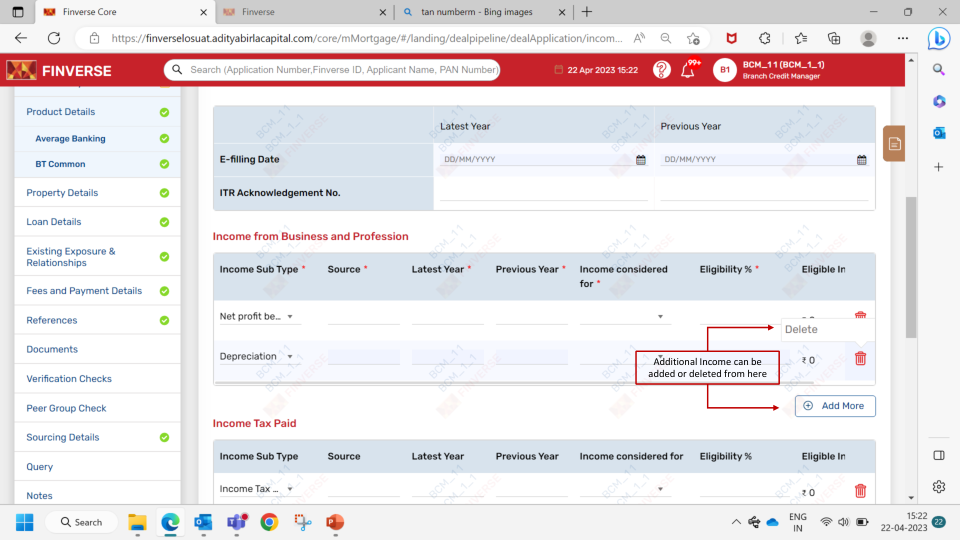 Finverse Core
Finverse
tan numberm - Bing images
https://finverselosuat.adityabirlacapital.com/core/mMortgage/#/landing/dealpipeline/dealApplication/incom...
FINVERSE
Search (Application Number,Finverse ID, Applicant Name, PAN Number)
22 Apr 2023 15:22
99+
B1
BCM_1 1 (BCM_1_1)
Branch Credit Manager
Product Details
Average Banking
BT Common
Property Details
Loan Details
Existing Exposure &
Relationships
Fees and Payment Details
References
Documents
Verification Checks
Peer Group Check
Sourcing Details
Query
Notes
Latest Year Previous Year
E-filling Date DD/MM/YYYY DD/MM/YYYY
ITR Acknowledgement No.
Income from Business and Profession
Income Sub Type * Source * Latest Year * Previous Year * Income considered
for * Eligibility % * Eligible In
Net profit be...
Delete
Depreciation ₹ 0
Additional Income can be
added or deleted from here
Add More
Income Tax Paid
Income Sub Type Source Latest Year Previous Year Income considered for Eligibility % Eligible In
Income Tax ... ₹ 0
Search
ENG
IN
15:22
22-04-2023
22